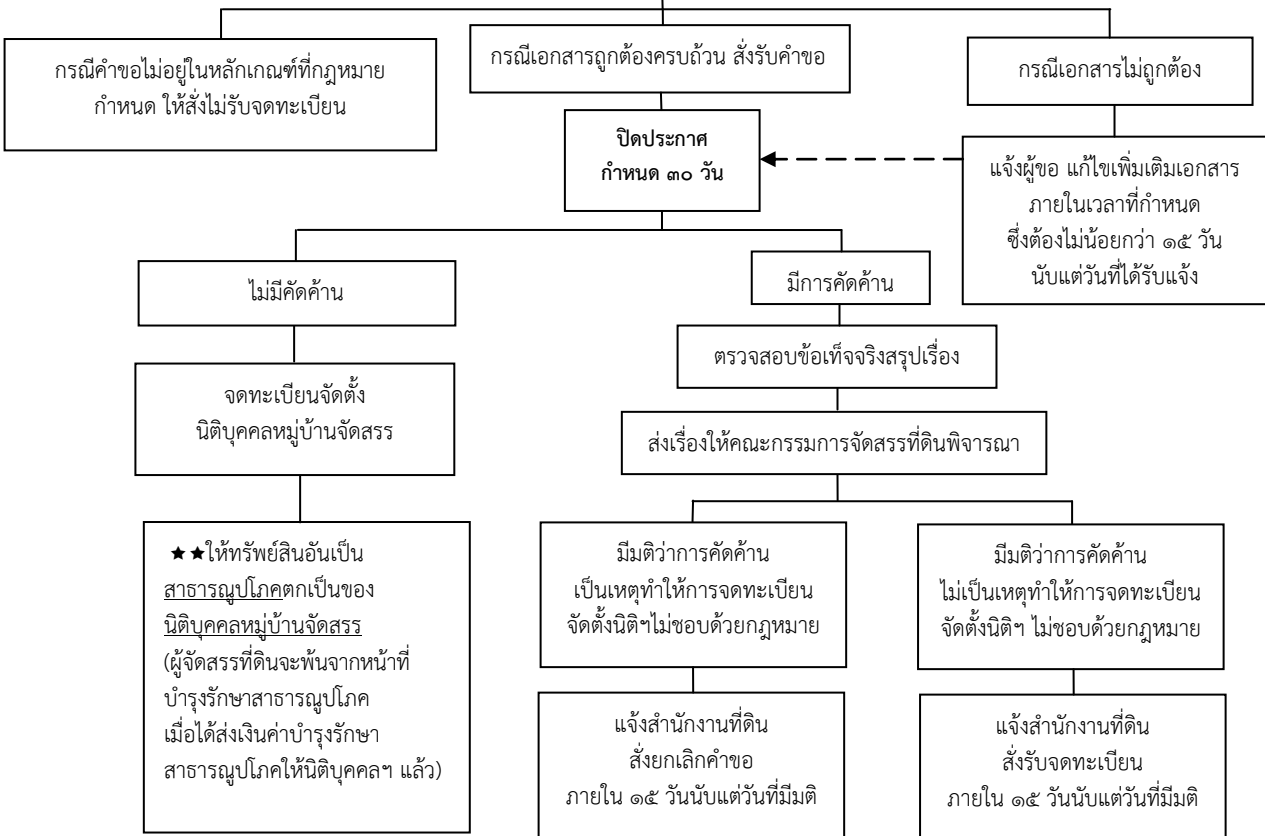 กรณีคำขอไม่อยู่ในหลักเกณฑ์ที่กฎหมาย
กำหนด ให้สั่งไม่รับจดทะเบียน
กรณีเอกสารถูกต้องครบถ้วน สั่งรับคำขอ
กรณีเอกสารไม่ถูกต้อง
ปิดประกาศ
กำหนด ๓๐ วัน
แจ้งผู้ขอ แก้ไขเพิ่มเติมเอกสาร
ภายในเวลาที่กำหนด
ซึ่งต้องไม่น้อยกว่า ๑๕ วัน
นับแต่วันที่ได้รับแจ้ง
ไม่มีคัดค้าน
มีการคัดค้าน
จดทะเบียนจัดตั้ง
นิติบุคคลหมู่บ้านจัดสรร
ตรวจสอบข้อเท็จจริงสรุปเรื่อง
ส่งเรื่องให้คณะกรรมการจัดสรรที่ดินพิจารณา
★★ให้ทรัพย์สินอันเป็น
สาธารณูปโภคตกเป็นของ
นิติบุคคลหมู่บ้านจัดสรร
(ผู้จัดสรรที่ดินจะพ้นจากหน้าที่
บำรุงรักษาสาธารณูปโภค
เมื่อได้ส่งเงินค่าบำรุงรักษา
สาธารณูปโภคให้นิติบุคคลฯ แล้ว)
มีมติว่าการคัดค้าน
เป็นเหตุทำให้การจดทะเบียน
จัดตั้งนิติฯไม่ชอบด้วยกฎหมาย
มีมติว่าการคัดค้าน
ไม่เป็นเหตุทำให้การจดทะเบียน
จัดตั้งนิติฯ ไม่ชอบด้วยกฎหมาย
แจ้งสำนักงานที่ดิน
สั่งยกเลิกคำขอ
ภายใน ๑๕ วันนับแต่วันที่มีมติ
แจ้งสำนักงานที่ดิน
สั่งรับจดทะเบียน
ภายใน ๑๕ วันนับแต่วันที่มีมติ